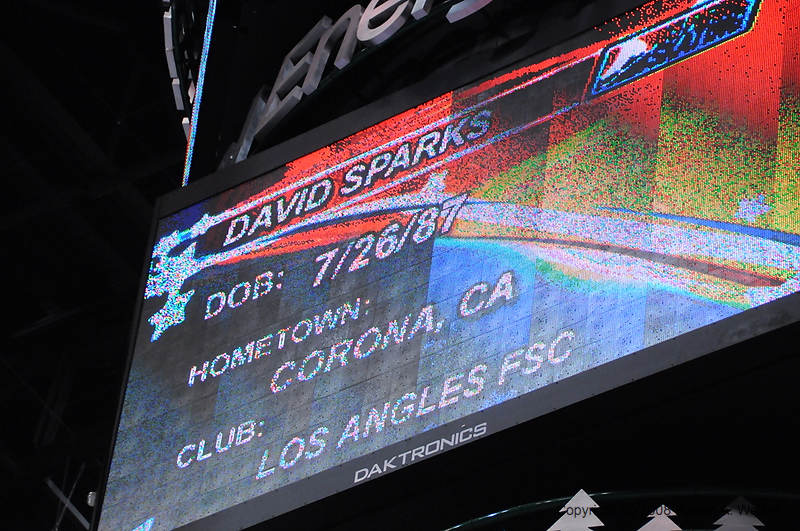 DAVID SPARKS
DOB: 7/26/87
HOMETOWN:
CORONA, CA
CLUB:
LOS ANGLES FSC
DAKTRONICS